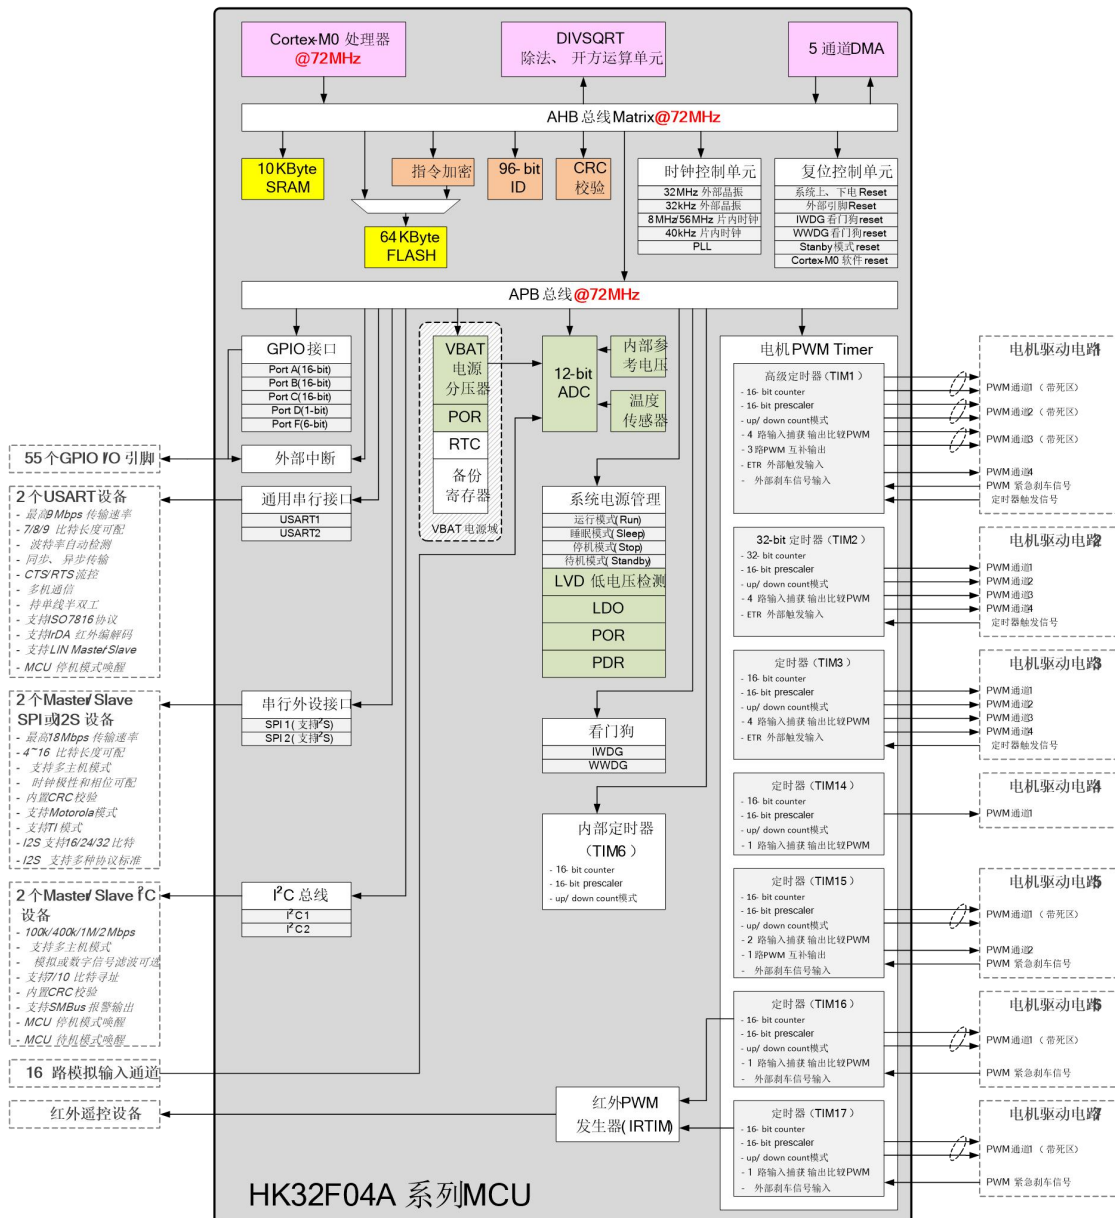 Cortex-M0 处理器
@72MHz
DIVSQRT
除法、开方运算单元
5 通道DMA
AHB 总线Matrix@72MHz
10KByte
SRAM
指令加密
96-bit
ID
CRC
校验
64KByte
FLASH
时钟控制单元
32MHz 外部晶振
32kHz 外部晶振
8MHz/56MHz 片内时钟
40kHz 片内时钟
PLL
复位控制单元
系统上、下电 Reset
外部引脚Reset
IWDG 看门狗reset
WWDG 看门狗reset
Stanby模式 reset
Cortex-M0 软件 reset
APB 总线@72MHz
GPIO 接口
Port A(16-bit)
Port B(16-bit)
Port C(16-bit)
Port D(1-bit)
Port F(6-bit)
外部中断
通用串行接口
USART1
USART2
VBAT
电源
分压器
POR
RTC
备份
寄存器
VBAT 电源域
12-bit
ADC
内部参
考电压
温度
传感器
系统电源管理
运行模式(Run)
睡眠模式(Sleep)
停机模式(Stop)
待机模式(Standby)
LVD 低电压检测
LDO
POR
PDR
串行外设接口
SPI 1(支持I²S)
SPI 2(支持I²S)
看门狗
IWDG
WWDG
内部定时器
(TIM6)
- 16-bit counter
- 16-bit prescaler
- up/ down count模式
I²C 总线
I²C1
I²C2
红外PWM
发生器(IRTIM)
电机PWM Timer
高级定时器(TIM1)
- 16-bit counter
- 16-bit prescaler
- up/ down count模式
- 4 路输入捕获 输出比较PWM
- 3路PWM 互补输出
- ETR 外部触发输入
- 外部刹车信号输入
32-bit 定时器(TIM2)
- 32-bit counter
- 16-bit prescaler
- up/ down count模式
- 4 路输入捕获 输出比较PWM
- ETR 外部触发输入
定时器(TIM3)
- 16-bit counter
- 16-bit prescaler
- up/ down count模式
- 4 路输入捕获 输出比较PWM
- ETR 外部触发输入
定时器(TIM14)
- 16-bit counter
- 16-bit prescaler
- up/ down count模式
- 1 路输入捕获 输出比较PWM
定时器(TIM15)
- 16-bit counter
- 16-bit prescaler
- up/ down count模式
- 2 路输入捕获 输出比较PWM
- 1路PWM 互补输出
- 外部刹车信号输入
定时器(TIM16)
- 16-bit counter
- 16-bit prescaler
- up/ down count模式
- 1 路输入捕获 输出比较PWM
- 外部刹车信号输入
定时器(TIM17)
- 16-bit counter
- 16-bit prescaler
- up/ down count模式
- 1 路输入捕获 输出比较PWM
- 外部刹车信号输入
55个GPIO I/O 引脚
2个USART设备
- 最高9Mbps 传输速率
- 7/8/9 比特长度可配
- 波特率自动检测
- 同步、异步传输
- CTS/RTS流控
- 多机通信
- 持单线半双工
- 支持ISO7816协议
- 支持IrDA 红外编解码
- 支持LIN Master/Slave
- MCU 停机模式唤醒
2个Master/ Slave
SPI 或I2S 设备
- 最高18Mbps 传输速率
- 4~16 比特长度可配
- 支持多主机模式
- 时钟极性和相位可配
- 内置CRC校验
- 支持Motorola模式
- 支持TI 模式
- I2S 支持16/24/32比特
- I2S 支持多种协议标准
2个Master/ Slave I²C
设备
- 100k/400k/1M/2Mbps
- 支持多主机模式
- 模拟或数字信号滤波可选
- 支持7/10 比特寻址
- 内置CRC校验
- 支持SMBus报警输出
- MCU 停机模式唤醒
- MCU 待机模式唤醒
16 路模拟输入通道
红外遥控设备
电机驱动电路1
PWM通道1(带死区)
PWM通道2(带死区)
PWM通道3(带死区)
PWM通道4
PWM 紧急刹车信号
定时器触发信号
电机驱动电路2
PWM通道1
PWM通道2
PWM通道3
PWM通道4
定时器触发信号
电机驱动电路3
PWM通道1
PWM通道2
PWM通道3
PWM通道4
定时器触发信号
电机驱动电路4
PWM通道1
电机驱动电路5
PWM通道1(带死区)
PWM通道2
PWM 紧急刹车信号
电机驱动电路6
PWM通道1(带死区)
PWM 紧急刹车信号
电机驱动电路7
PWM通道1(带死区)
PWM 紧急刹车信号
HK32F04A 系列MCU